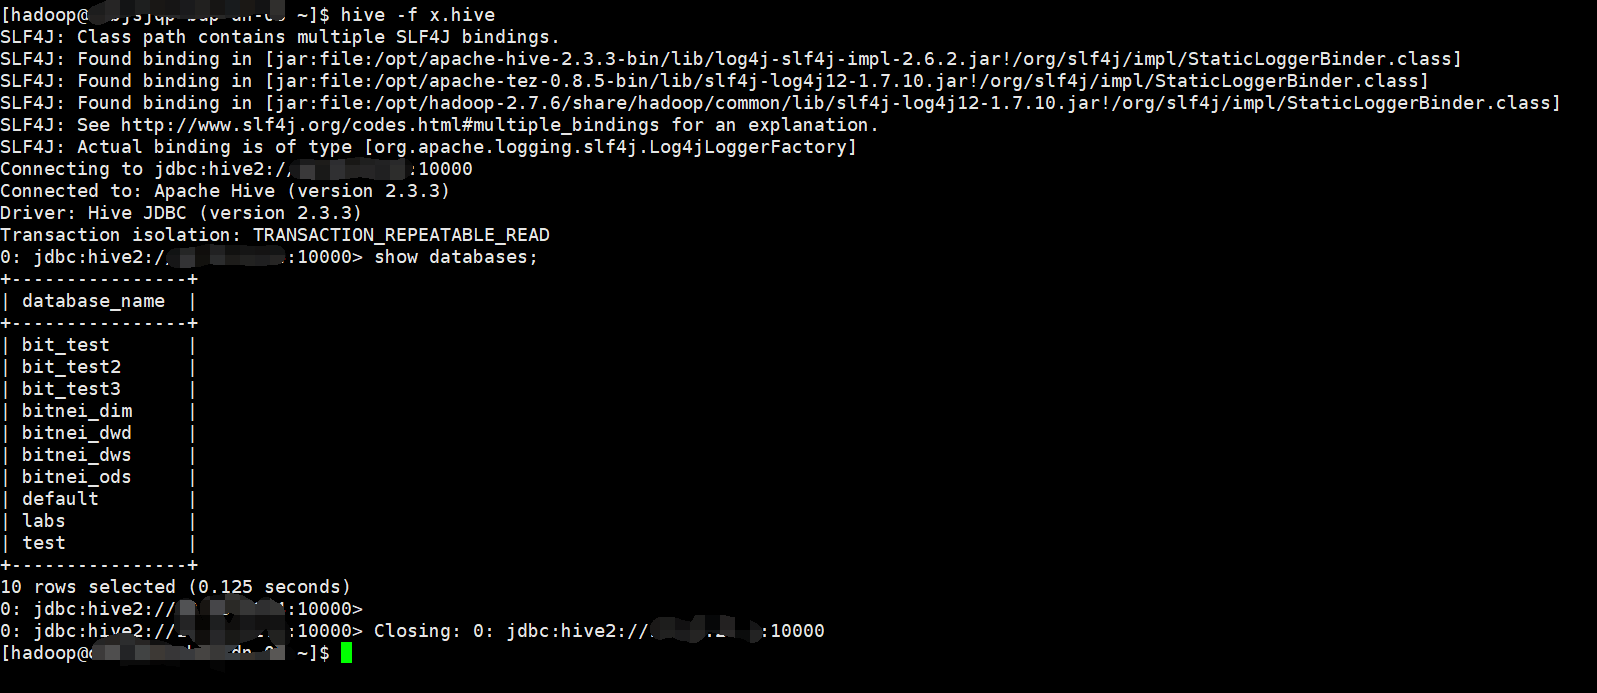 [hadoop@ ~]$ hive -f x.hive
SLF4J: Class path contains multiple SLF4J bindings.
SLF4J: Found binding in [jar:file:/opt/apache-hive-2.3.3-bin/lib/log4j-slf4j-impl-2.6.2.jar!/org/slf4j/impl/StaticLoggerBinder.class]
SLF4J: Found binding in [jar:file:/opt/apache-tez-0.8.5-bin/lib/slf4j-log4j12-1.7.10.jar!/org/slf4j/impl/StaticLoggerBinder.class]
SLF4J: Found binding in [jar:file:/opt/hadoop-2.7.6/share/hadoop/common/lib/slf4j-log4j12-1.7.10.jar!/org/slf4j/impl/StaticLoggerBinder.class]
SLF4J: See http://www.slf4j.org/codes.html#multiple_bindings for an explanation.
SLF4J: Actual binding is of type [org.apache.logging.slf4j.Log4jLoggerFactory]
Connecting to jdbc:hive2://:10000
Connected to: Apache Hive (version 2.3.3)
Driver: Hive JDBC (version 2.3.3)
Transaction isolation: TRANSACTION_REPEATABLE_READ
0: jdbc:hive2://:10000> show databases;
+----------------+
| database_name  |
+----------------+
| bit_test       |
| bit_test2      |
| bit_test3      |
| bitnei_dim     |
| bitnei_dwd     |
| bitnei_dws     |
| bitnei_ods     |
| default        |
| labs           |
| test           |
+----------------+
10 rows selected (0.125 seconds)
0: jdbc:hive2://:10000>
0: jdbc:hive2://:10000> Closing: 0: jdbc:hive2://:10000
[hadoop@ ~]$